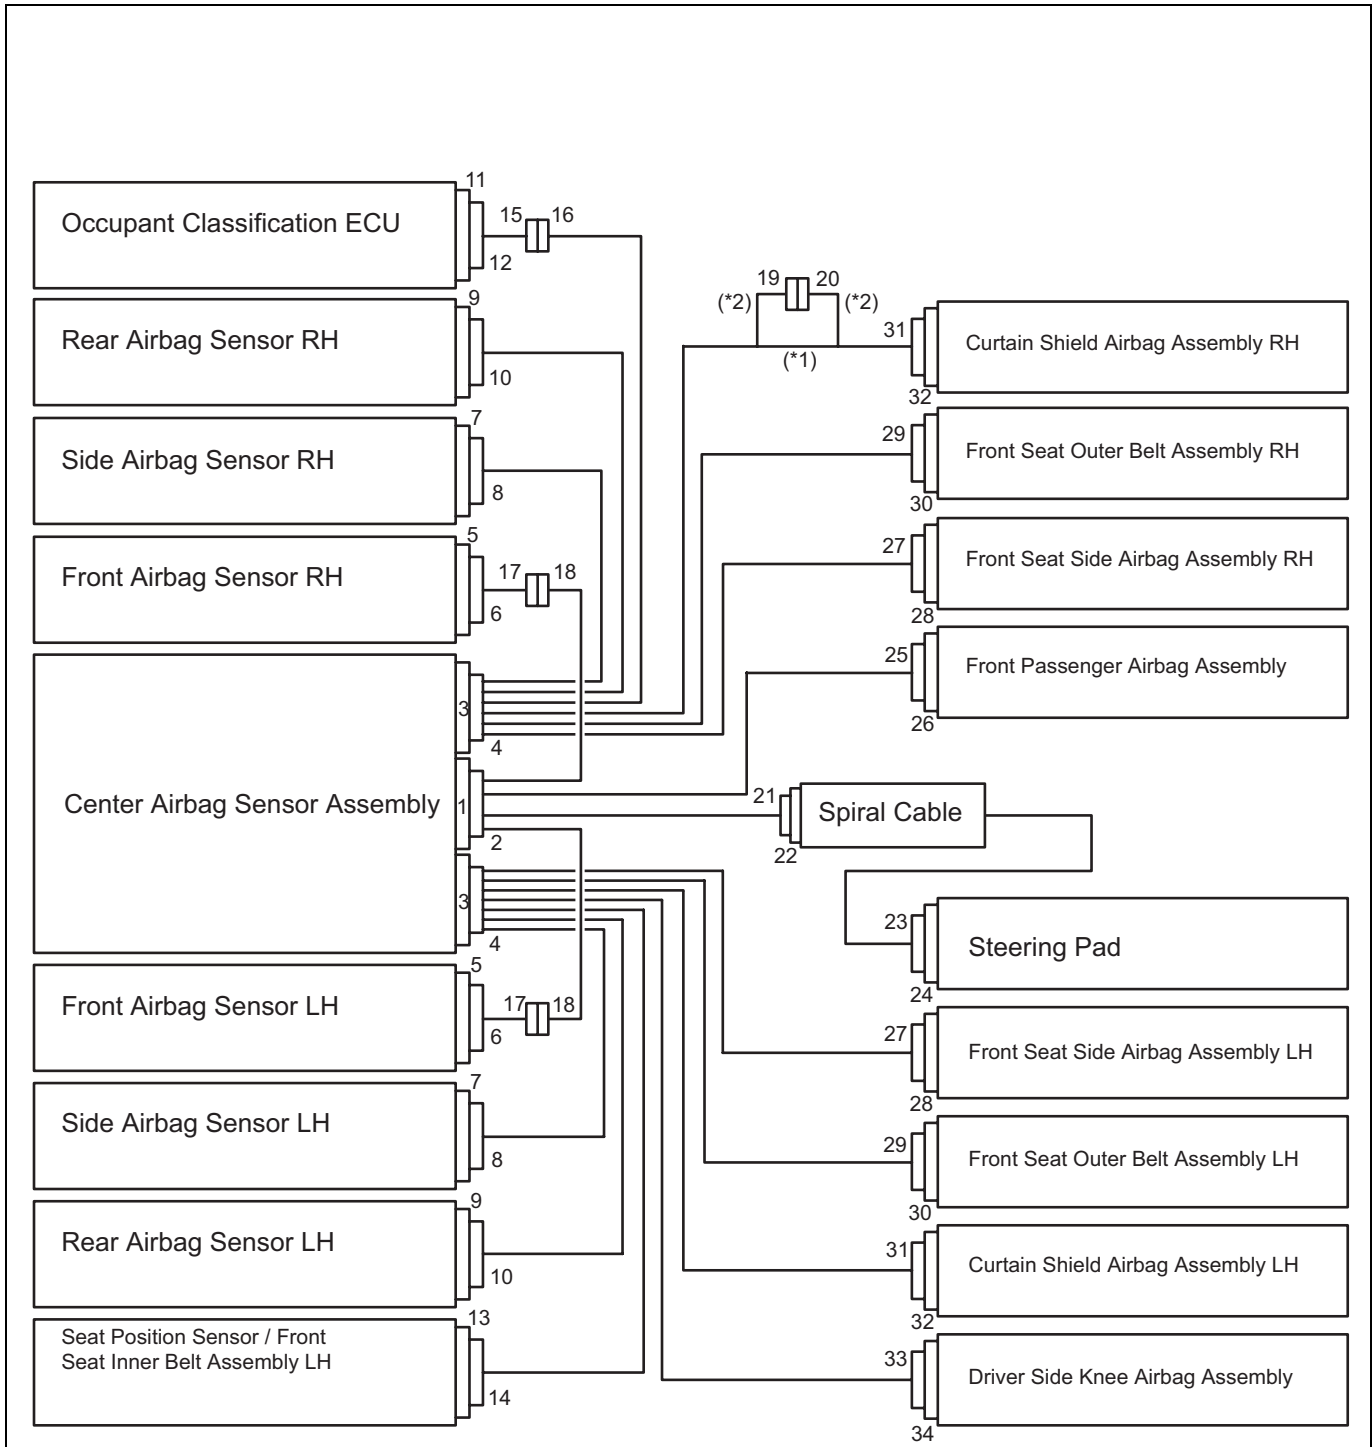 11
Occupant Classification ECU
15
16
12
9
Rear Airbag Sensor RH
10
7
Side Airbag Sensor RH
8
5
Front Airbag Sensor RH
17
18
6
3
4
Center Airbag Sensor Assembly
1
2
3
4
5
Front Airbag Sensor LH
17
18
6
7
Side Airbag Sensor LH
8
9
Rear Airbag Sensor LH
10
13
Seat Position Sensor / Front
Seat Inner Belt Assembly LH
14
19
20
(*2)
(*2)
(*1)
31
Curtain Shield Airbag Assembly RH
32
29
Front Seat Outer Belt Assembly RH
30
27
Front Seat Side Airbag Assembly RH
28
25
Front Passenger Airbag Assembly
26
21
Spiral Cable
22
23
Steering Pad
24
27
Front Seat Side Airbag Assembly LH
28
29
Front Seat Outer Belt Assembly LH
30
31
Curtain Shield Airbag Assembly LH
32
33
Driver Side Knee Airbag Assembly
34